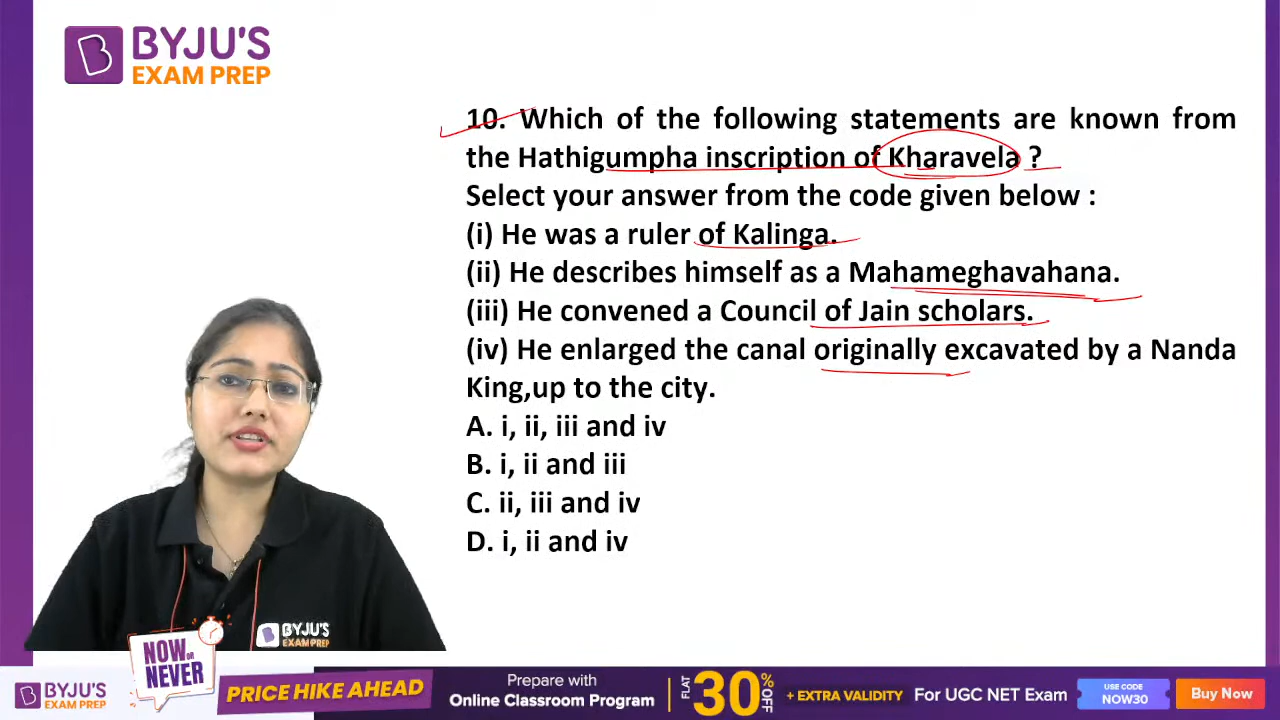 BYJU'S
EXAM PREP
10. Which of the following statements are known from
the Hathigumpha inscription of Kharavela ?
Select your answer from the code given below :
(i) He was a ruler of Kalinga.
(ii) He describes himself as a Mahameghavahana.
(iii) He convened a Council of Jain scholars.
(iv) He enlarged the canal originally excavated by a Nanda
King,up to the city.
A. i, ii, iii and iv
B. i, ii and iii
C. ii, iii and iv
D. i, ii and iv
BYJU'S
EXAM PREP
NOW OR
NEVER
BYJU'S
EXAM PREP
PRICE HIKE AHEAD
Prepare with
Online Classroom Program
FLAT
30%
OFF
+ EXTRA VALIDITY
For UGC NET Exam
USE CODE
NOW30
Buy Now